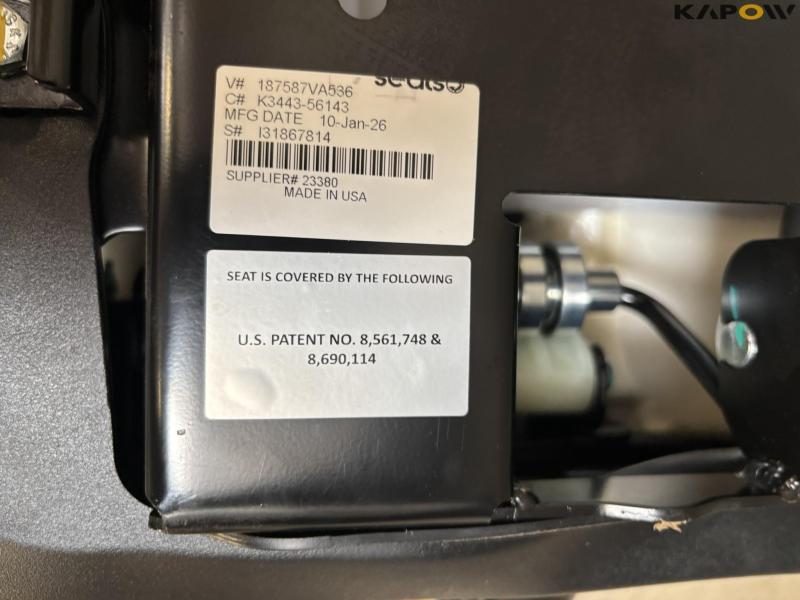 KAPOW
seats
V# 187587VA536
C# K3443-56143
MFG DATE 10-Jan-26
S# I31867814
SUPPLIER# 23380
MADE IN USA
SEAT IS COVERED BY THE FOLLOWING
U.S. PATENT NO. 8,561,748 &
8,690,114